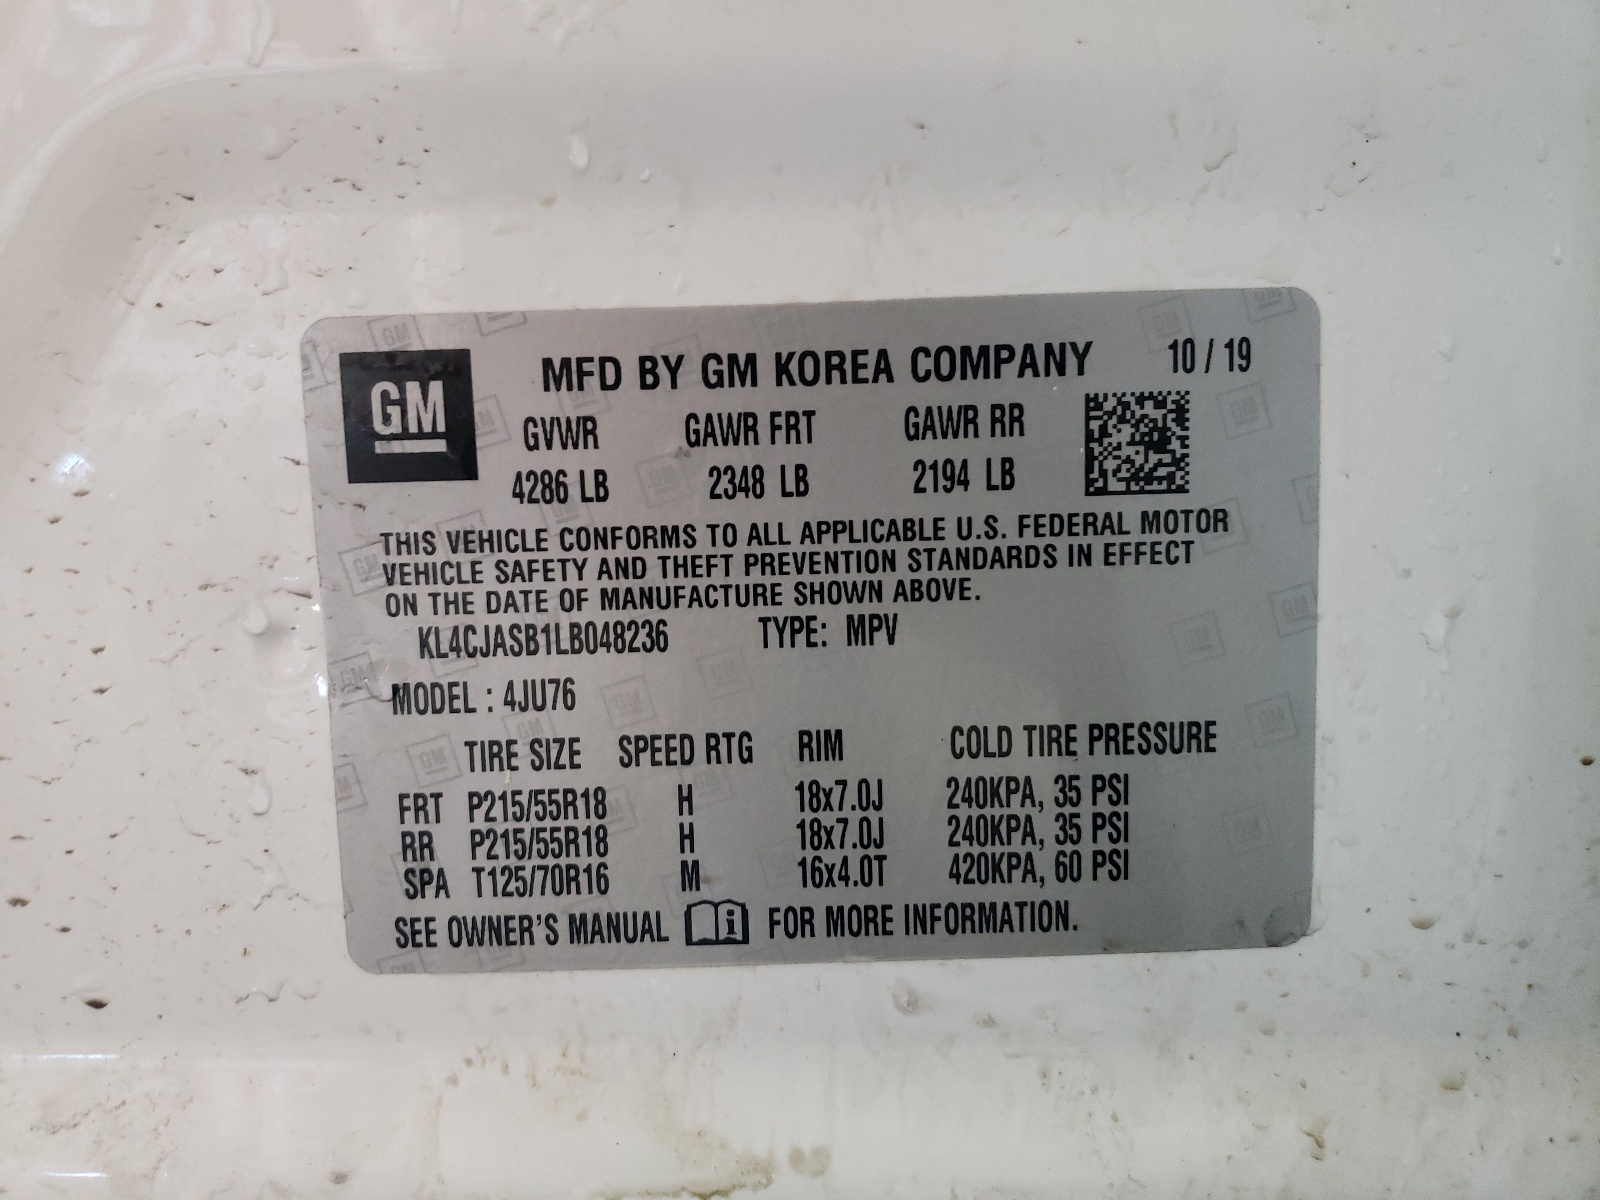 GM
MFD BY GM KOREA COMPANY 10 / 19
GVWR GAWR FRT GAWR RR
4286 LB 2348 LB 2194 LB
THIS VEHICLE CONFORMS TO ALL APPLICABLE U.S. FEDERAL MOTOR
VEHICLE SAFETY AND THEFT PREVENTION STANDARDS IN EFFECT
ON THE DATE OF MANUFACTURE SHOWN ABOVE.
KL4CJASB1LB048236 TYPE: MPV
MODEL : 4JU76
TIRE SIZE SPEED RTG RIM COLD TIRE PRESSURE
FRT P215/55R18 H 18x7.0J 240KPA, 35 PSI
RR P215/55R18 H 18x7.0J 240KPA, 35 PSI
SPA T125/70R16 M 16x4.0T 420KPA, 60 PSI
SEE OWNER'S MANUAL i FOR MORE INFORMATION.